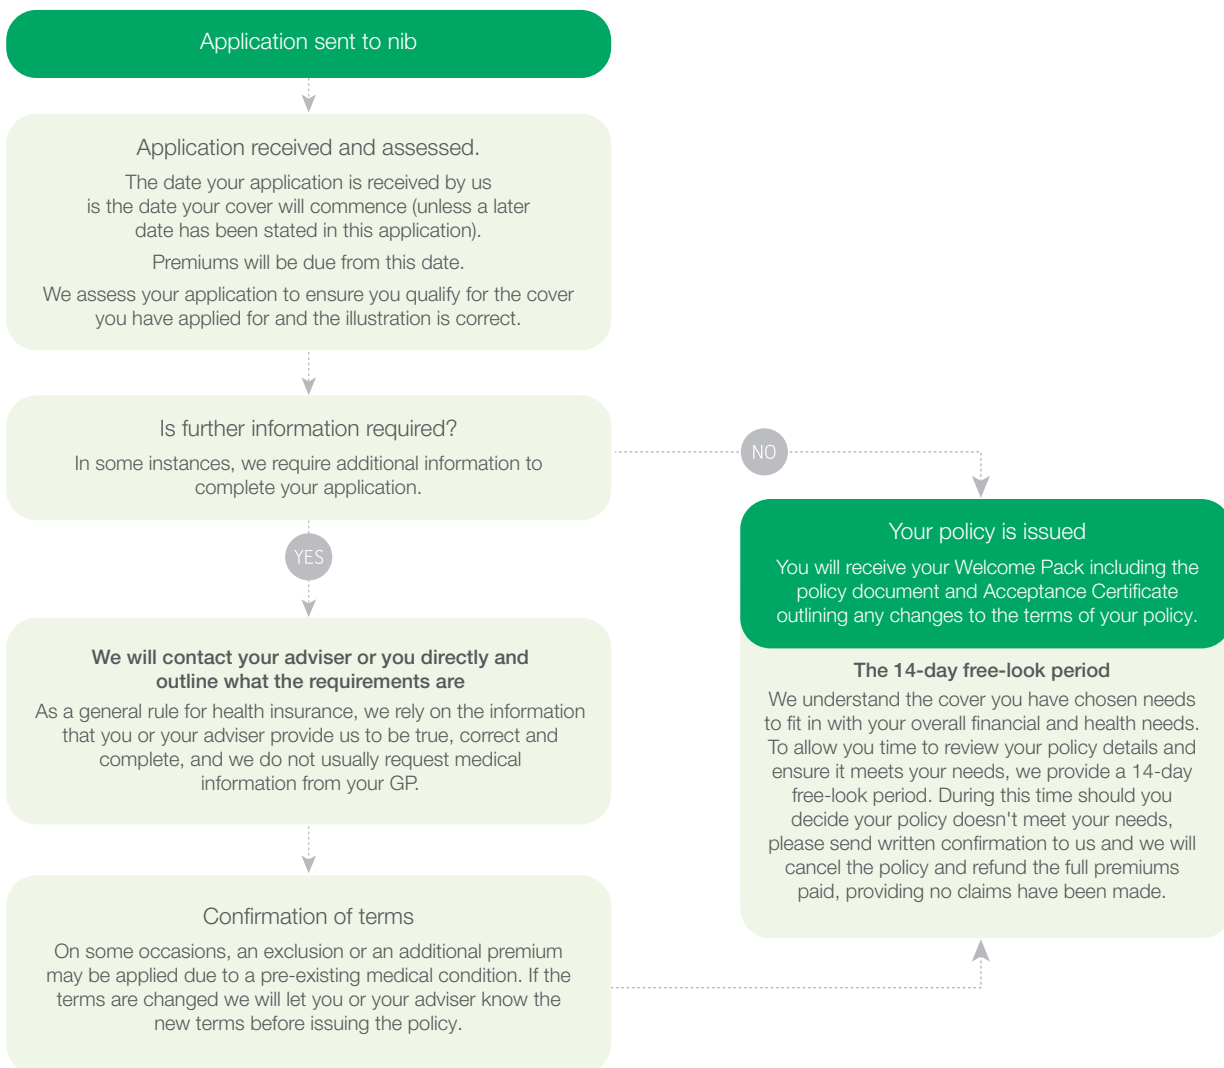 Application sent to nib
Application received and assessed.
The date your application is received by us
is the date your cover will commence (unless a later
date has been stated in this application).
Premiums will be due from this date.
We assess your application to ensure you qualify for the cover
you have applied for and the illustration is correct.
Is further information required?
In some instances, we require additional information to
complete your application.
NO
YES
We will contact your adviser or you directly and
outline what the requirements are
As a general rule for health insurance, we rely on the information
that you or your adviser provide us to be true, correct and
complete, and we do not usually request medical
information from your GP.
Confirmation of terms
On some occasions, an exclusion or an additional premium
may be applied due to a pre-existing medical condition. If the
terms are changed we will let you or your adviser know the
new terms before issuing the policy.
Your policy is issued
You will receive your Welcome Pack including the
policy document and Acceptance Certificate
outlining any changes to the terms of your policy.
The 14-day free-look period
We understand the cover you have chosen needs
to fit in with your overall financial and health needs.
To allow you time to review your policy details and
ensure it meets your needs, we provide a 14-day
free-look period. During this time should you
decide your policy doesn't meet your needs,
please send written confirmation to us and we will
cancel the policy and refund the full premiums
paid, providing no claims have been made.